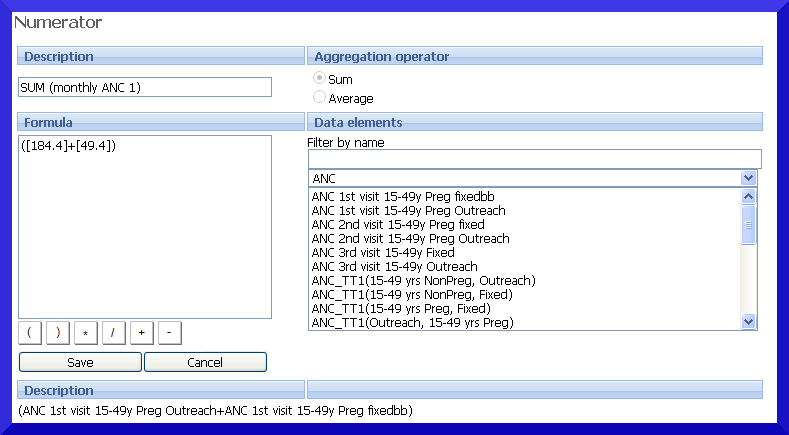 Numerator
Description
Aggregation operator
SUM (monthly ANC 1)
Sum
Average
Formula
Data elements
([184.4]+[49.4])
Filter by name
ANC
ANC 1st visit 15-49y Preg fixedbb
ANC 1st visit 15-49y Preg Outreach
ANC 2nd visit 15-49y Preg fixed
ANC 2nd visit 15-49y Preg Outreach
ANC 3rd visit 15-49y Fixed
ANC 3rd visit 15-49y Outreach
ANC_TT1(15-49 yrs NonPreg, Outreach)
ANC_TT1(15-49 yrs NonPreg, Fixed)
ANC_TT1(15-49 yrs Preg, Fixed)
ANC_TT1(Outreach, 15-49 yrs Preg)
( ) * / + -
Save Cancel
Description
(ANC 1st visit 15-49y Preg Outreach+ANC 1st visit 15-49y Preg fixedbb)